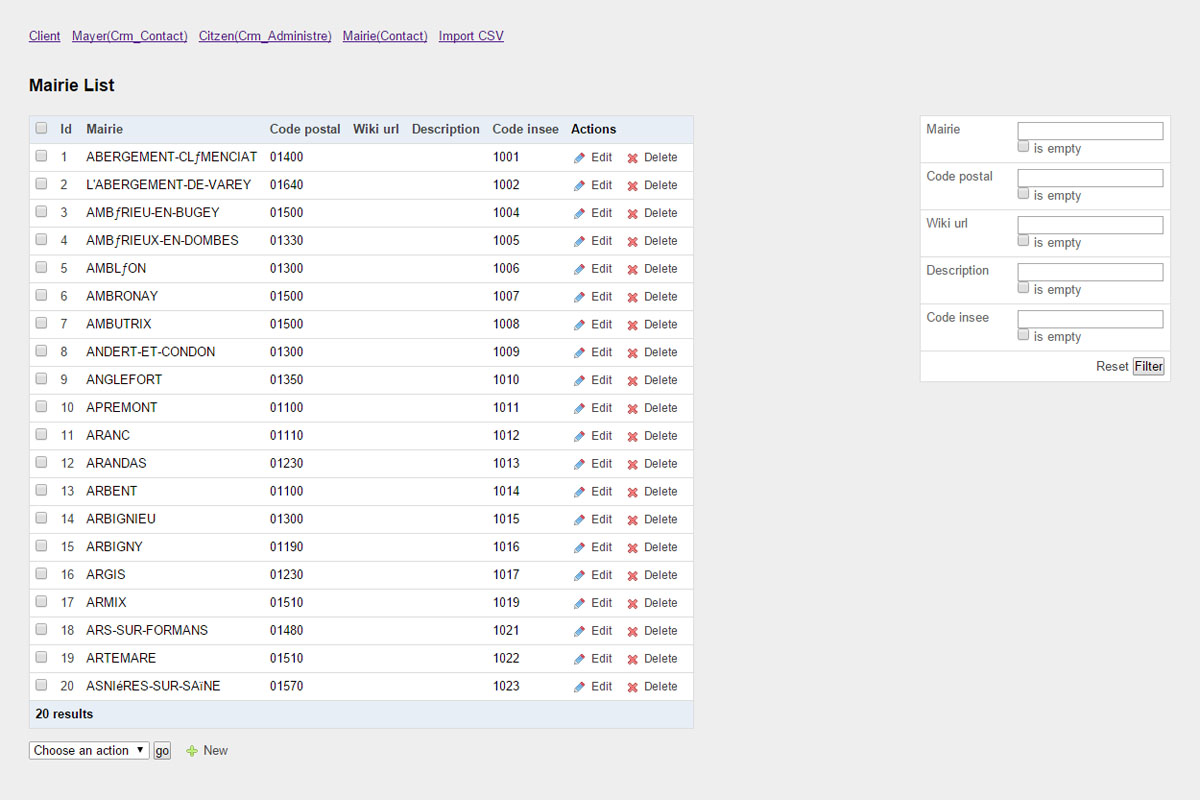 Client Mayer(Crm_Contact) Citzen(Crm_Administre) Mairie(Contact) Import CSV
Mairie List
Id Mairie Code postal Wiki url Description Code insee Actions
1 ABERGEMENT-CLƒMENCIAT 01400 1001 Edit Delete
2 L'ABERGEMENT-DE-VAREY 01640 1002 Edit Delete
3 AMBƒRIEU-EN-BUGEY 01500 1004 Edit Delete
4 AMBƒRIEUX-EN-DOMBES 01330 1005 Edit Delete
5 AMBLƒON 01300 1006 Edit Delete
6 AMBRONAY 01500 1007 Edit Delete
7 AMBUTRIX 01500 1008 Edit Delete
8 ANDERT-ET-CONDON 01300 1009 Edit Delete
9 ANGLEFORT 01350 1010 Edit Delete
10 APREMONT 01100 1011 Edit Delete
11 ARANC 01110 1012 Edit Delete
12 ARANDAS 01230 1013 Edit Delete
13 ARBENT 01100 1014 Edit Delete
14 ARBIGNIEU 01300 1015 Edit Delete
15 ARBIGNY 01190 1016 Edit Delete
16 ARGIS 01230 1017 Edit Delete
17 ARMIX 01510 1019 Edit Delete
18 ARS-SUR-FORMANS 01480 1021 Edit Delete
19 ARTEMARE 01510 1022 Edit Delete
20 ASNIéRES-SUR-SAïNE 01570 1023 Edit Delete
20 results
Choose an action go New
Mairie
is empty
Code postal
is empty
Wiki url
is empty
Description
is empty
Code insee
is empty
Reset Filter